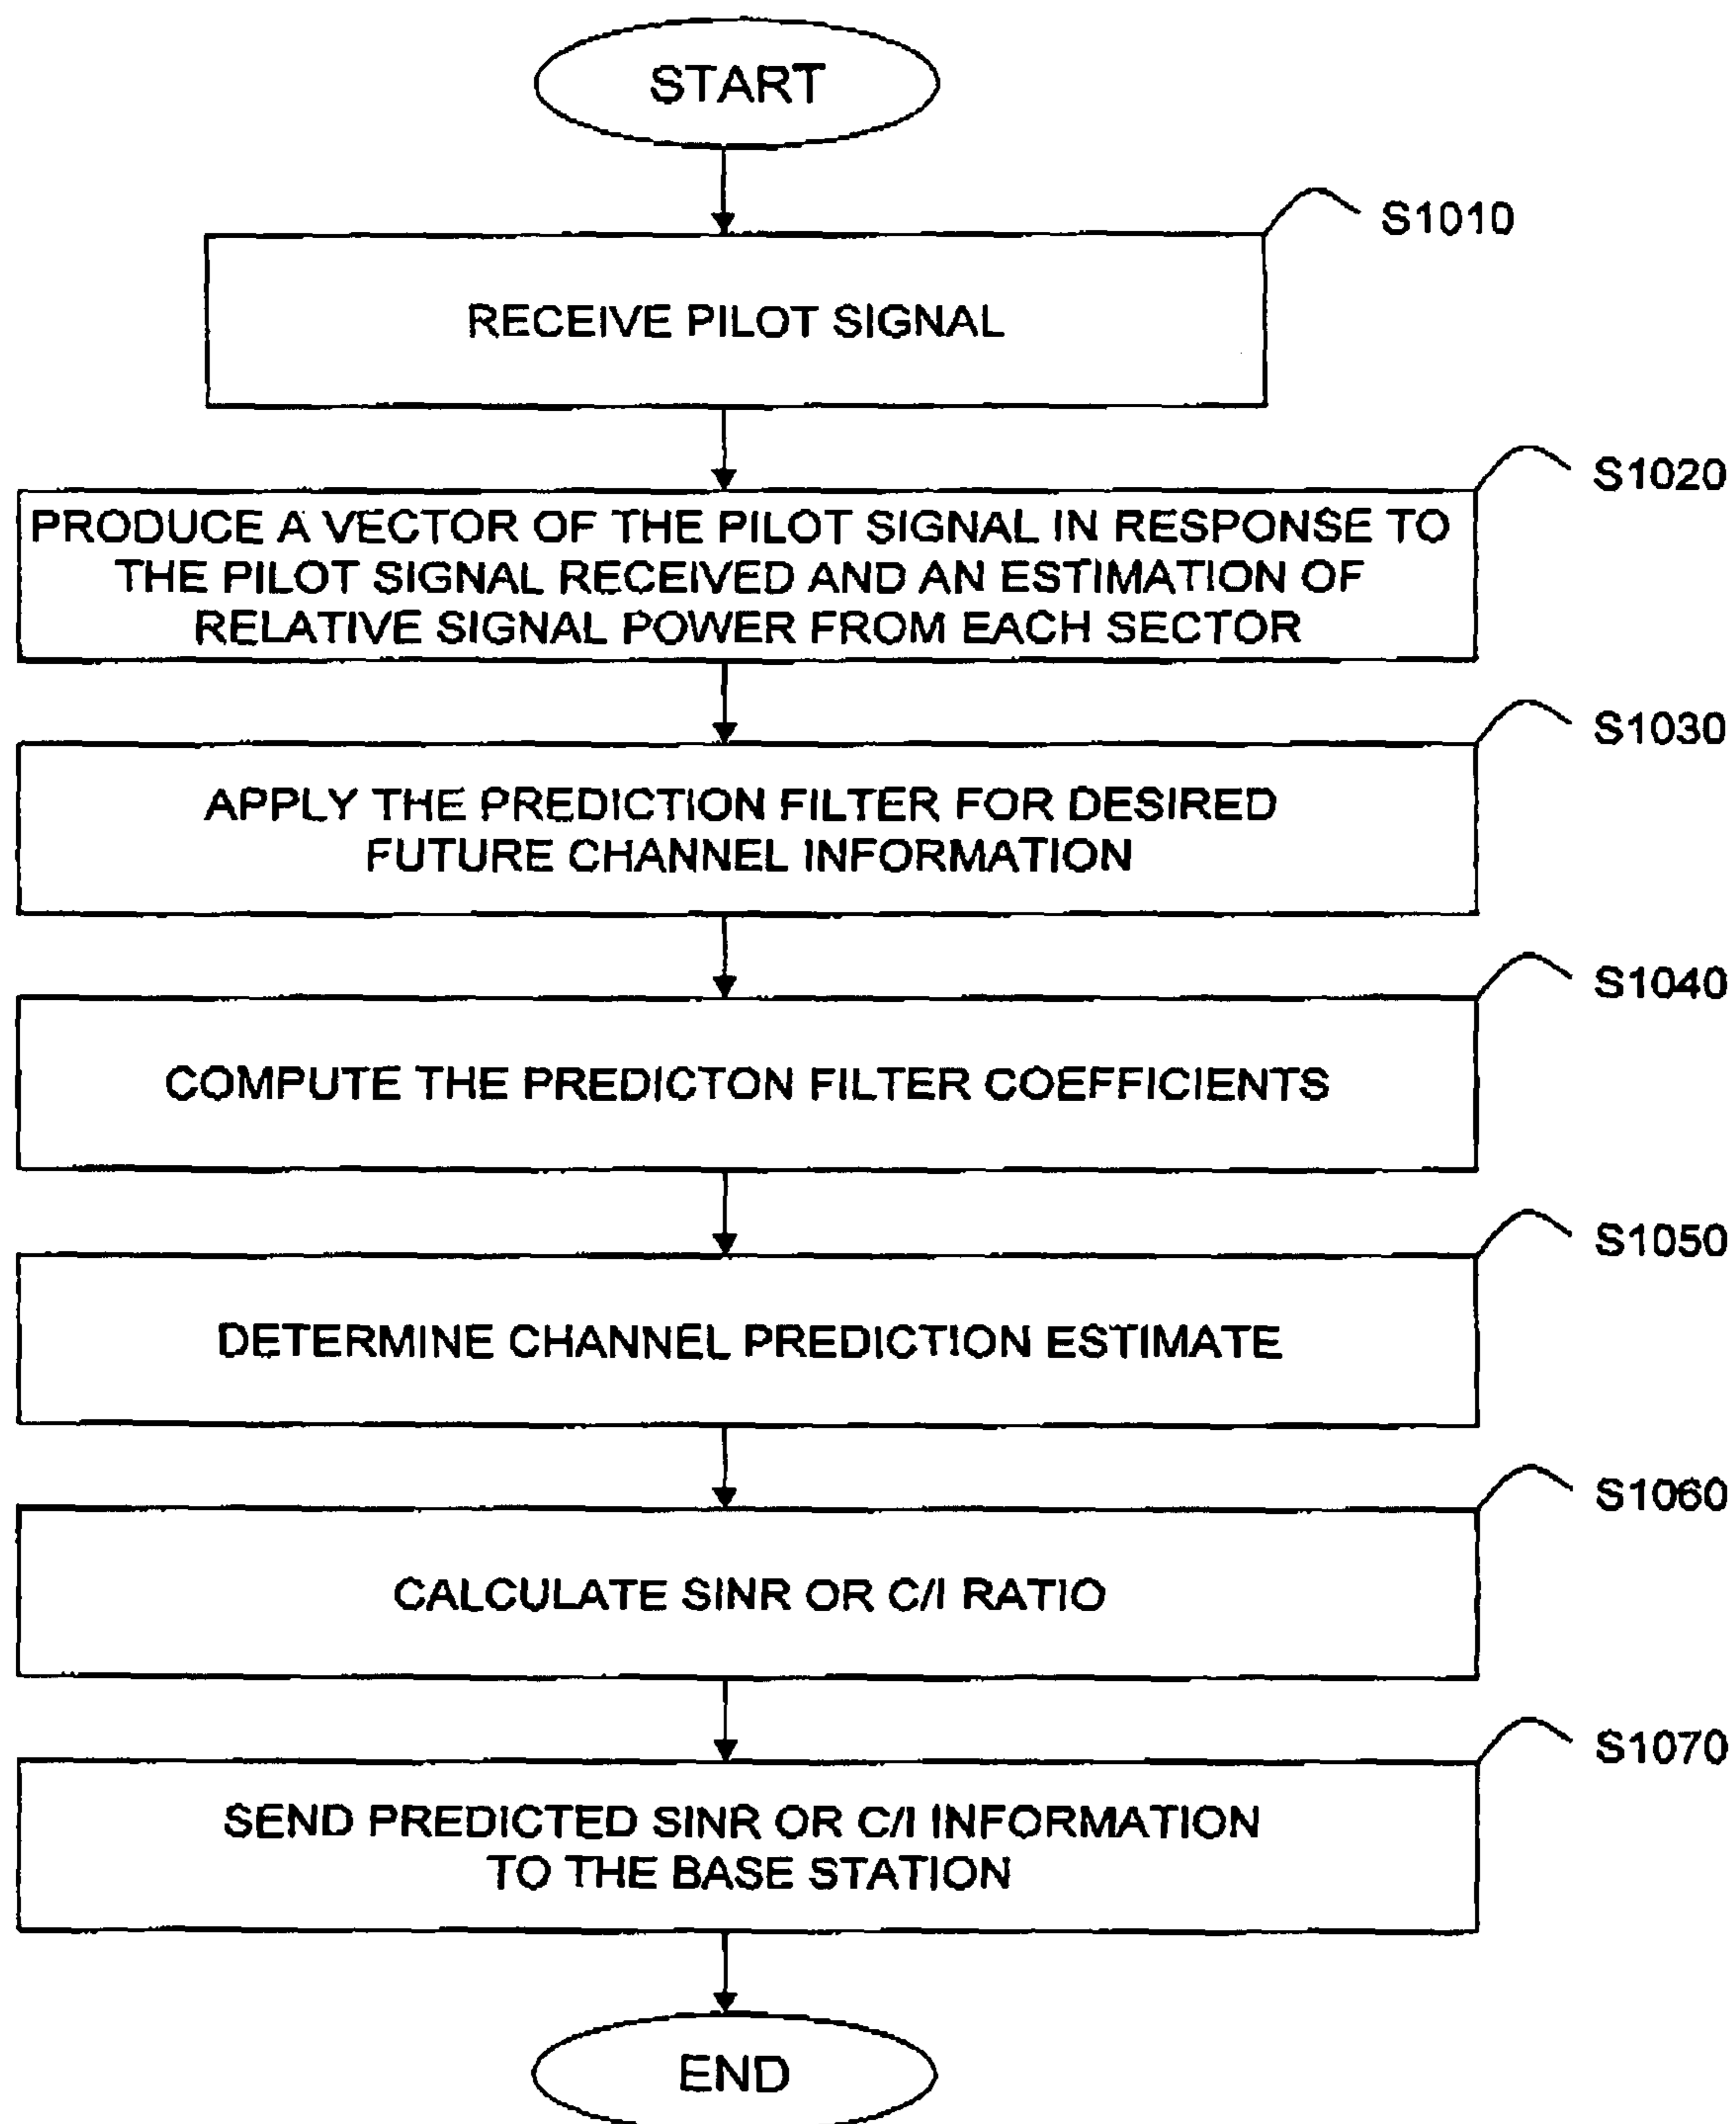 START
S1010
RECEIVE PILOT SIGNAL
S1020
PRODUCE A VECTOR OF THE PILOT SIGNAL IN RESPONSE TO
THE PILOT SIGNAL RECEIVED AND AN ESTIMATION OF
RELATIVE SIGNAL POWER FROM EACH SECTOR
S1030
APPLY THE PREDICTION FILTER FOR DESIRED
FUTURE CHANNEL INFORMATION
S1040
COMPUTE THE PREDICTON FILTER COEFFICIENTS
S1050
DETERMINE CHANNEL PREDICTION ESTIMATE
S1060
CALCULATE SINR OR C/I RATIO
S1070
SEND PREDICTED SINR OR C/I INFORMATION
TO THE BASE STATION
END